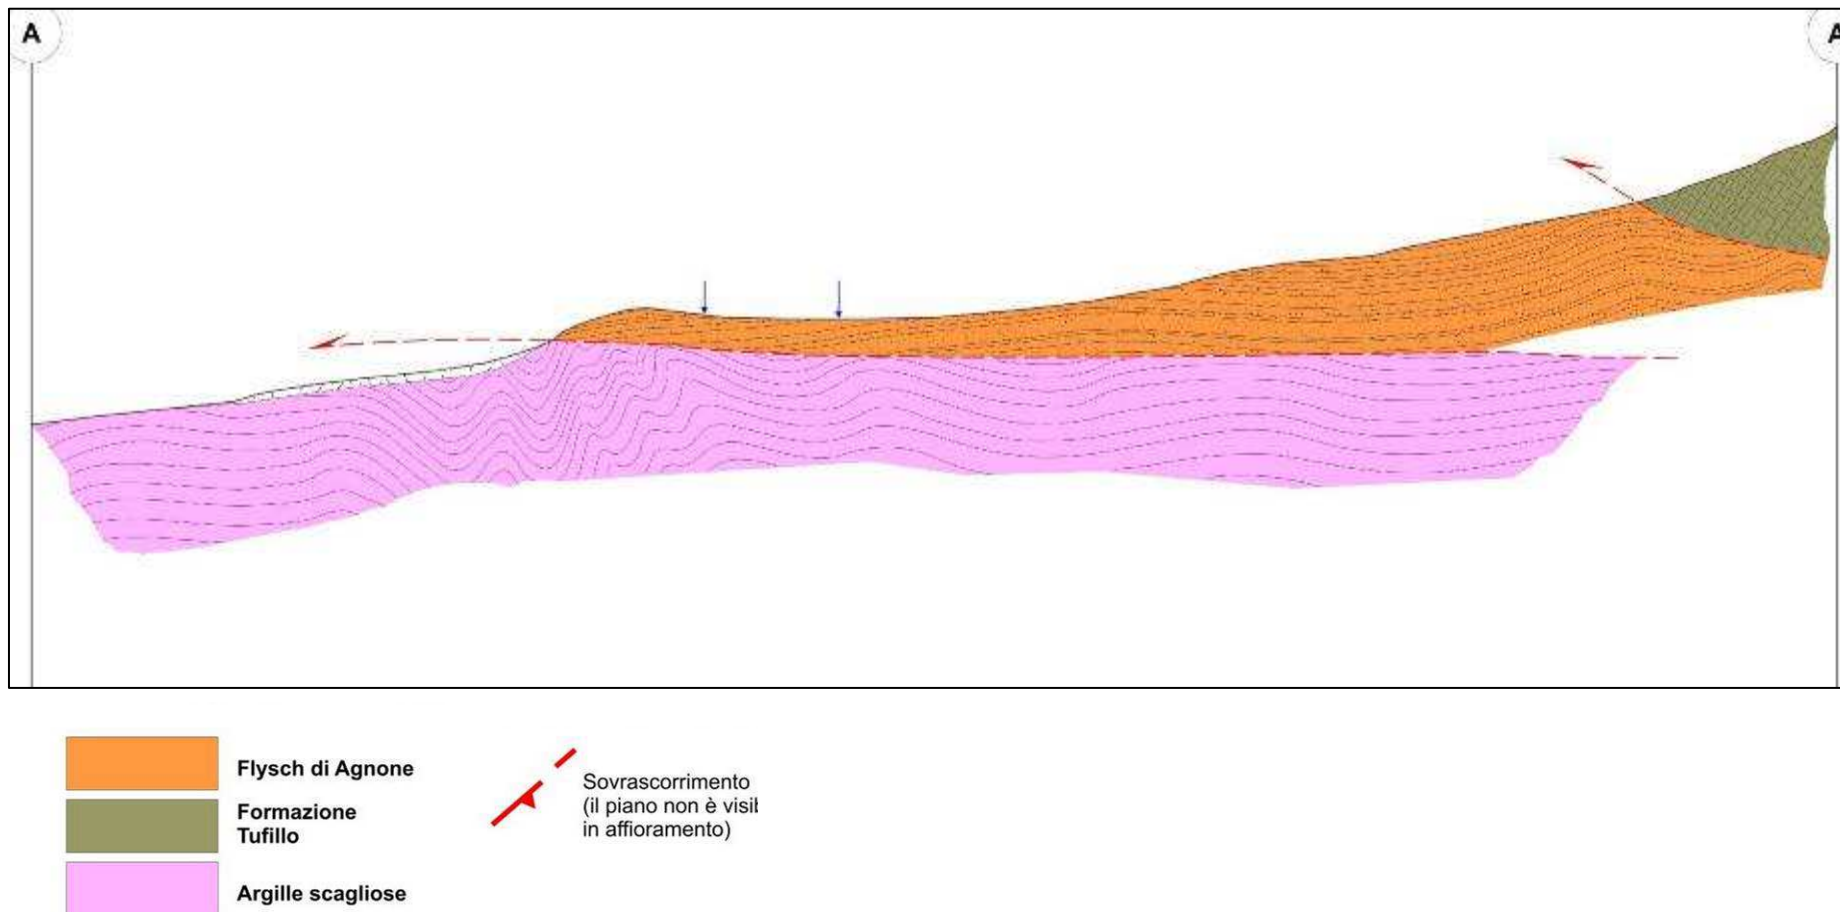 A
A
Flysch di Agnone
Formazione
Tufillo
Argille scagliose
Sovrascorrimento
(il piano non è visi
in affioramento)